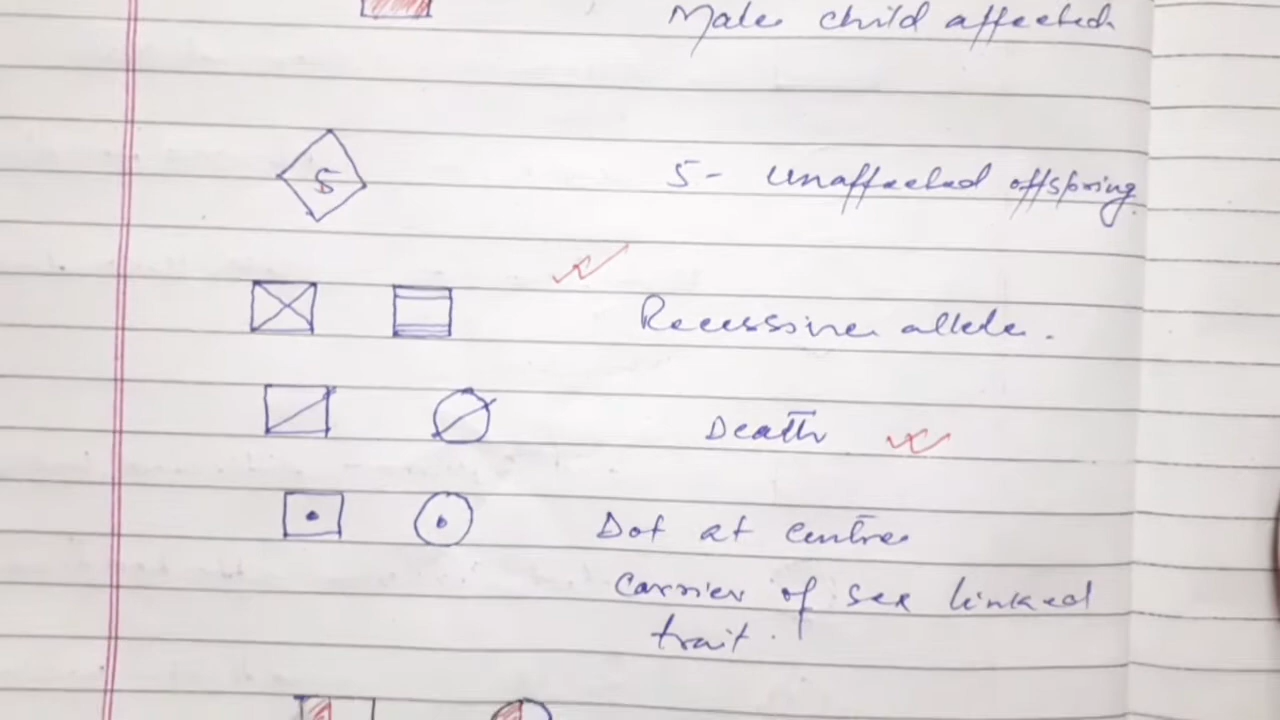 Male child affected
5
5- unaffected offspring.
Recessive allele.
Death
Dot at centre
Carrier of sex linked
trait.